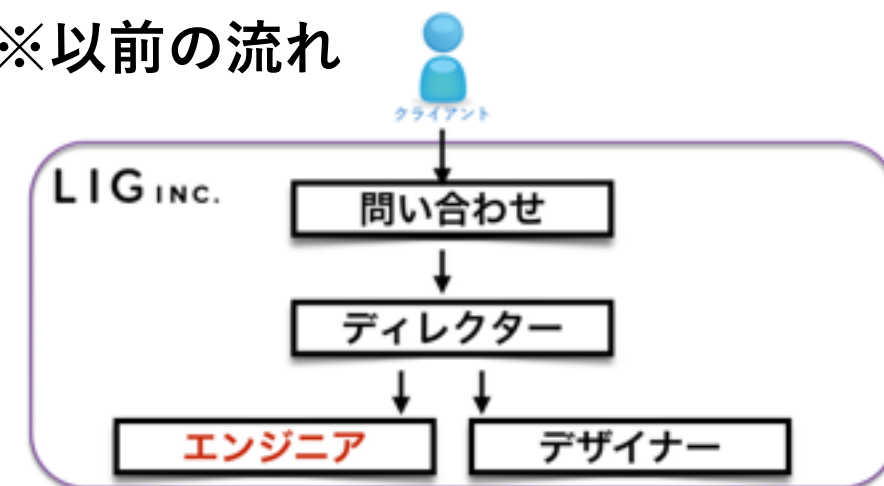 ※以前の流れ
クライアント
LIG INC.
問い合わせ
ディレクター
エンジニア
デザイナー